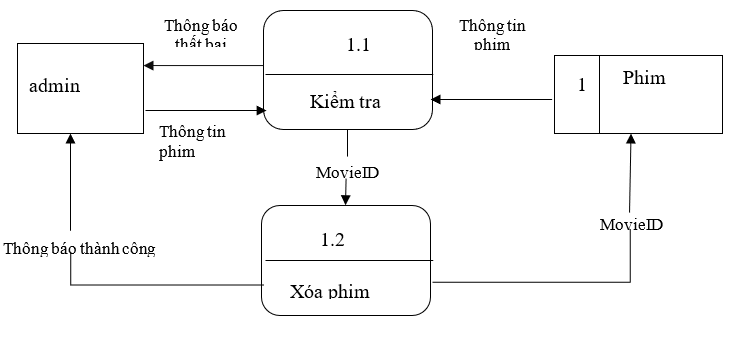 Thông báo
thất bại
1.1
Thông tin
phim
admin
Kiểm tra
1
Phim
Thông tin
phim
MovieID
MovieID
1.2
Thông báo thành công
Xóa phim